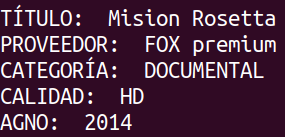 TÍTULO:  Mision Rosetta
PROVEEDOR:  FOX premium
CATEGORÍA:  DOCUMENTAL
CALIDAD:  HD
AGNO:  2014